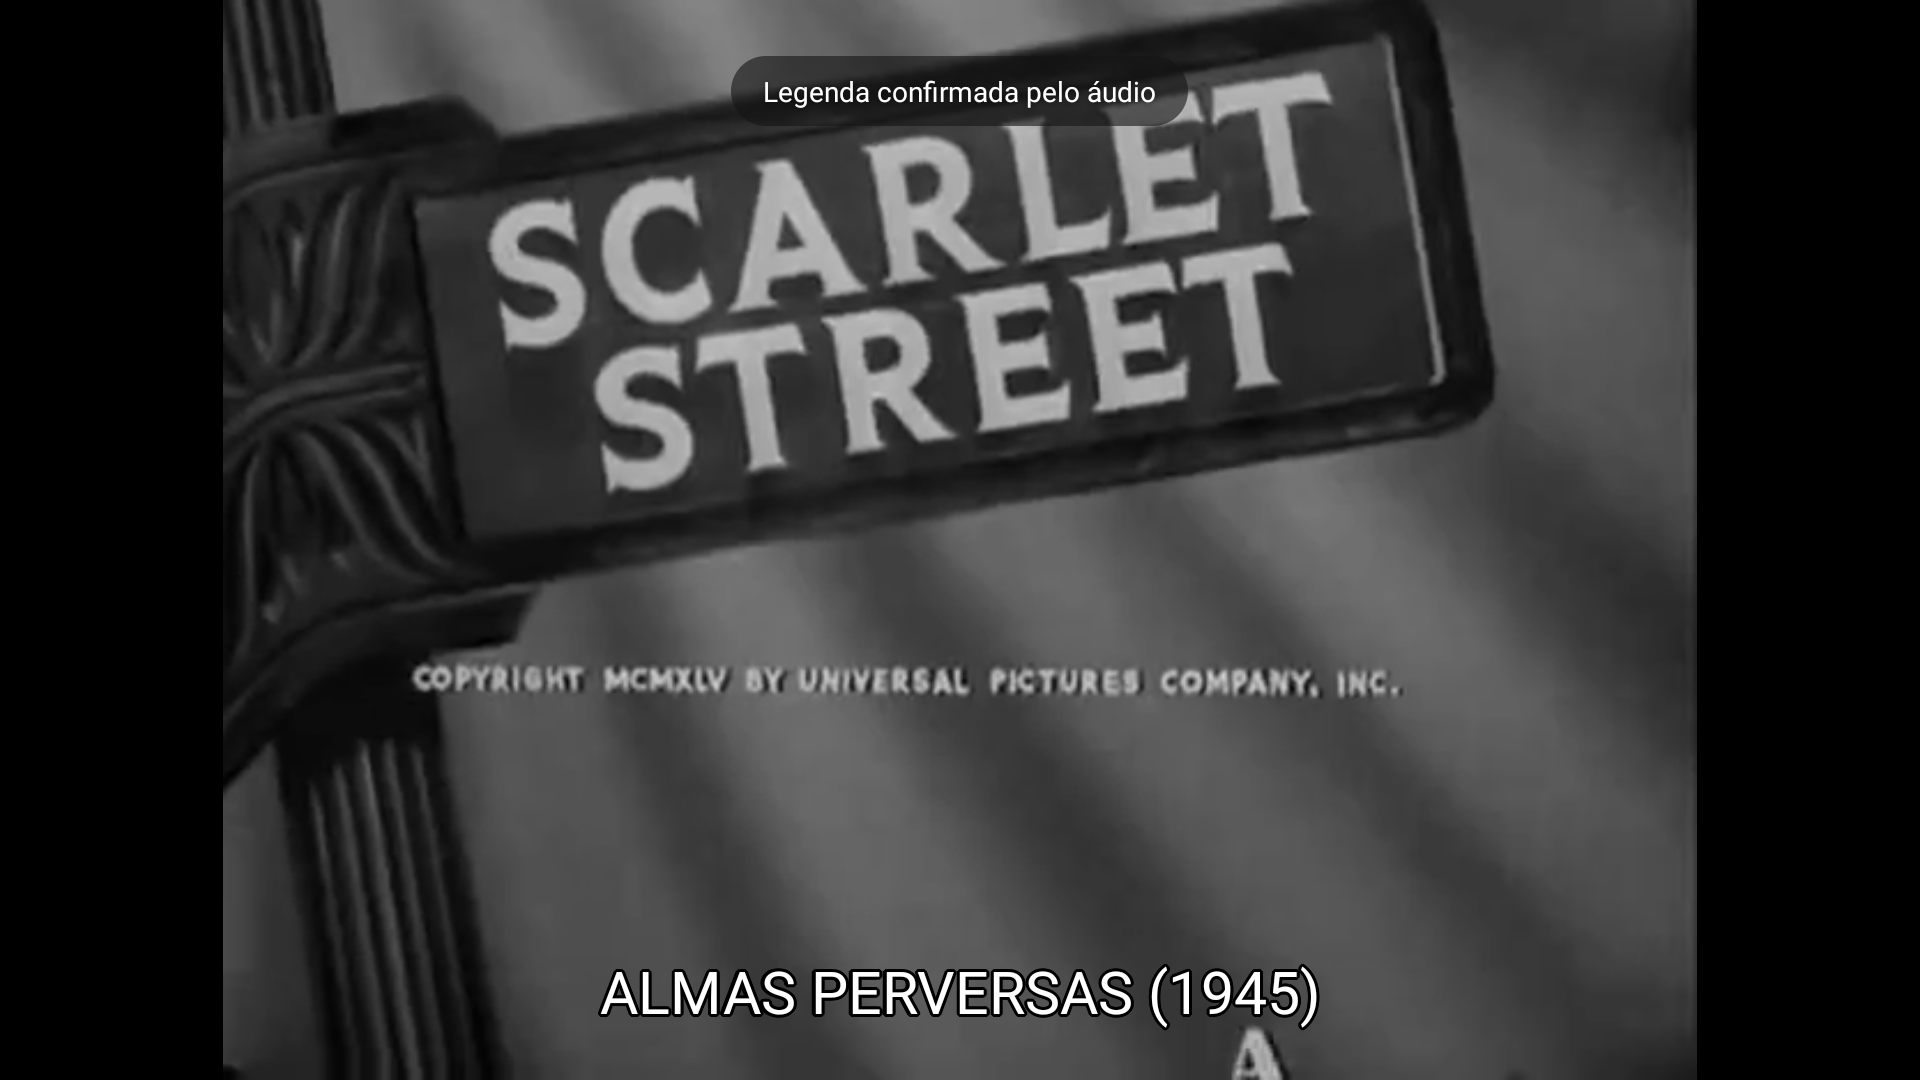 Legenda confirmada pelo áudio
SCARLET
STREET
COPYRIGHT MCMXLV BY UNIVERSAL PICTURES COMPANY, INC.
ALMAS PERVERSAS (1945)
A